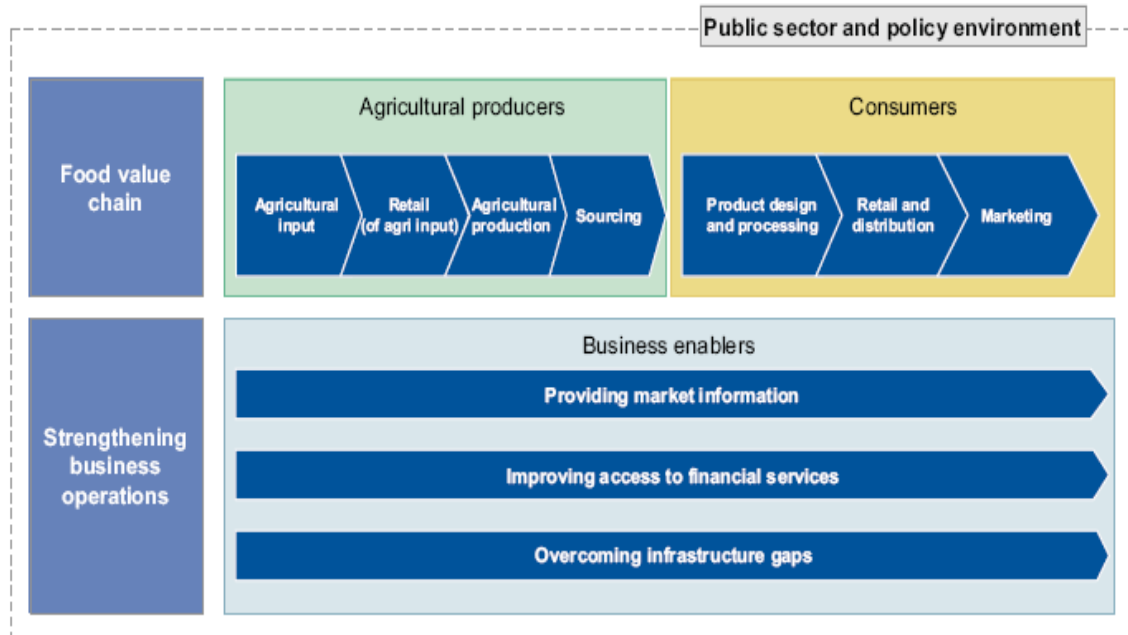 Public sector and policy environment
Food value
chain
Agricultural producers
Agricultural
input
Retail
(of agri input)
Agricultural
production
Sourcing
Consumers
Product design
and processing
Retail and
distribution
Marketing
Strengthening
business
operations
Business enablers
Providing market information
Improving access to financial services
Overcoming infrastructure gaps